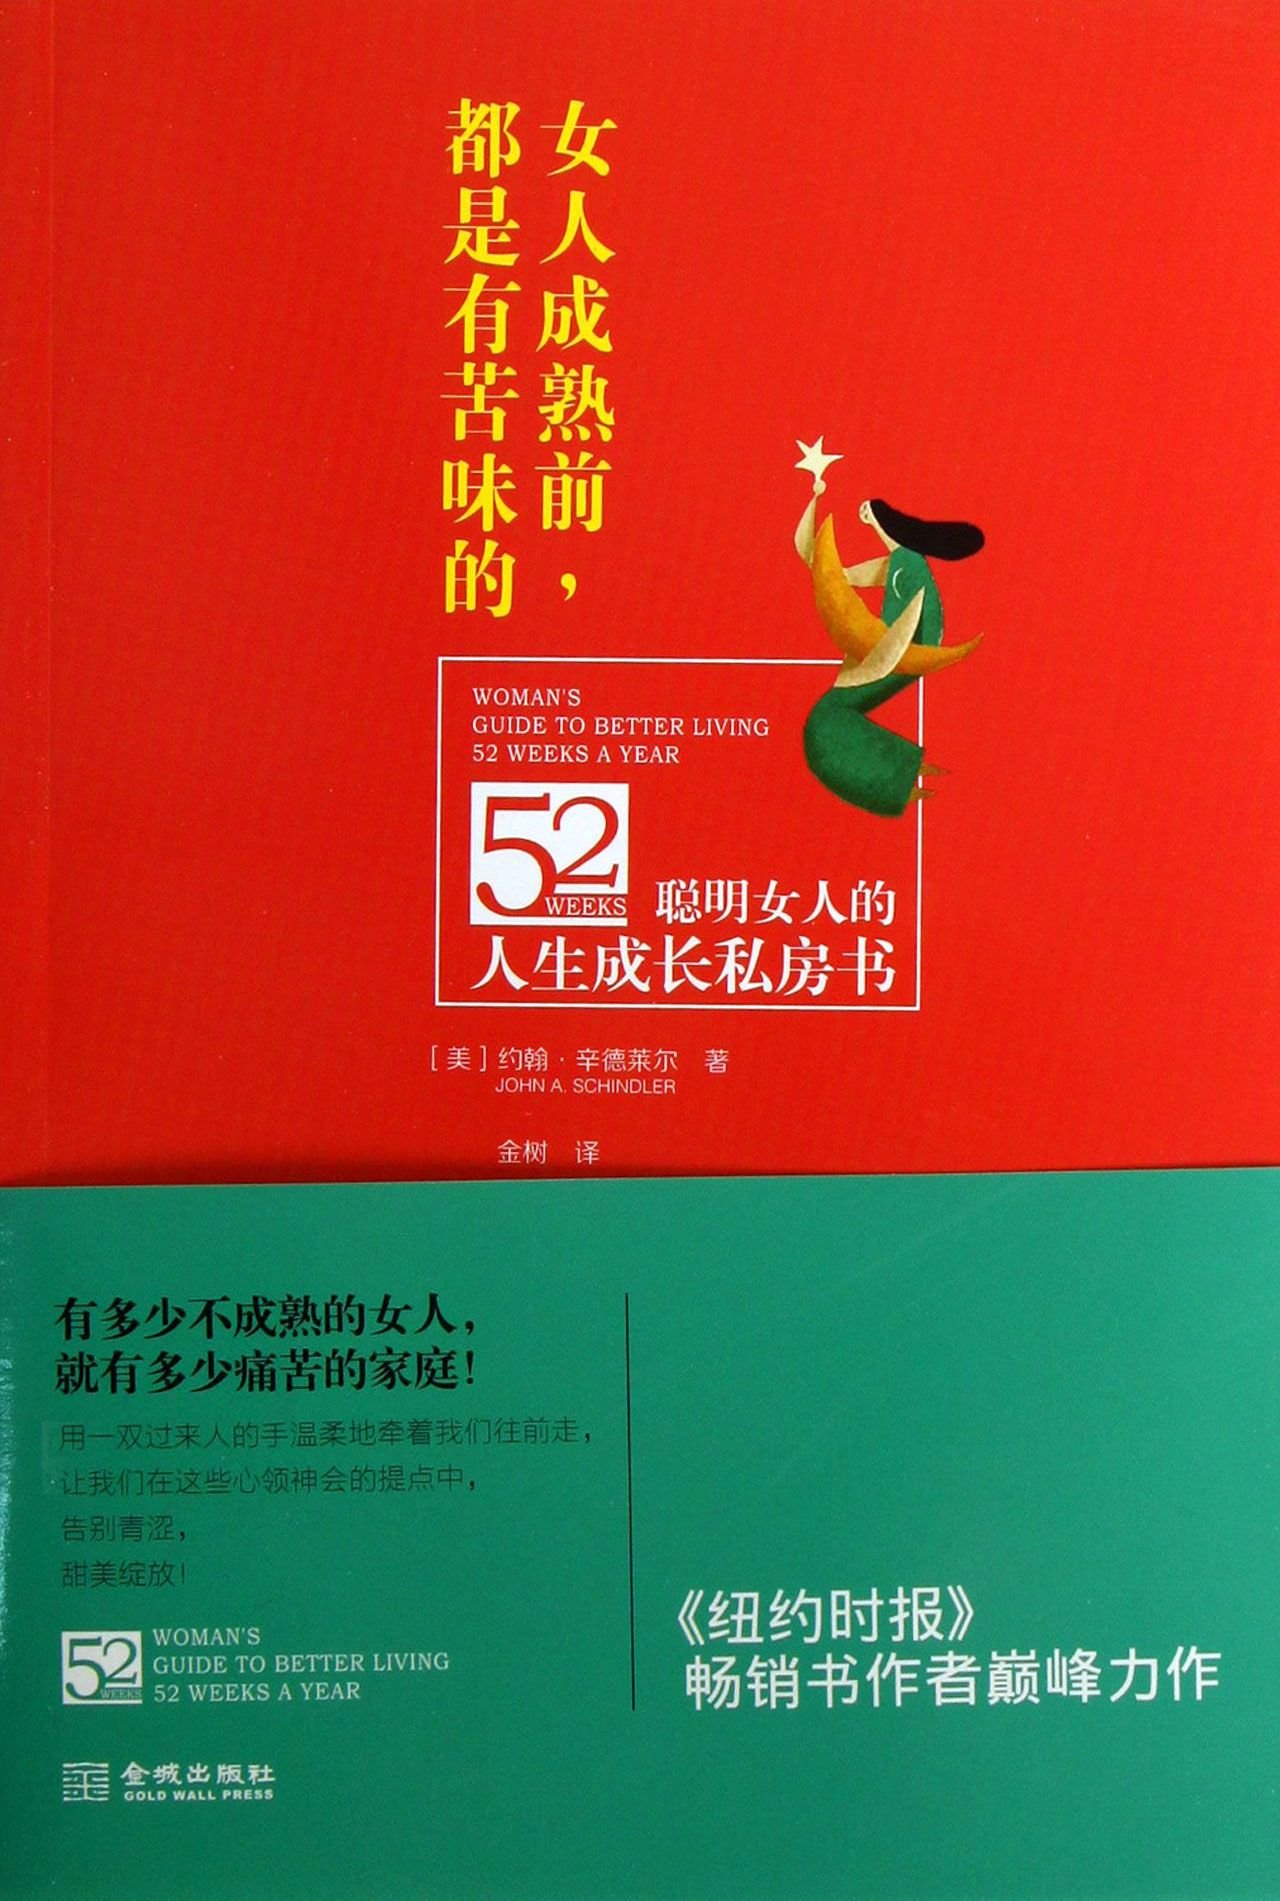 女人成熟前，
都是有苦味的
WOMAN'S
GUIDE TO BETTER LIVING
52 WEEKS A YEAR
52
WEEKS
聪明女人的
人生成长私房书
[美] 约翰·辛德莱尔 著
JOHN A. SCHINDLER
金树 译
有多少不成熟的女人，
就有多少痛苦的家庭！
用一双过来人的手温柔地牵着我们往前走，
让我们在这些心领神会的提点中，
告别青涩，
甜美绽放！
52
WEEKS
WOMAN'S
GUIDE TO BETTER LIVING
52 WEEKS A YEAR
金城出版社
GOLD WALL PRESS
《纽约时报》
畅销书作者巅峰力作